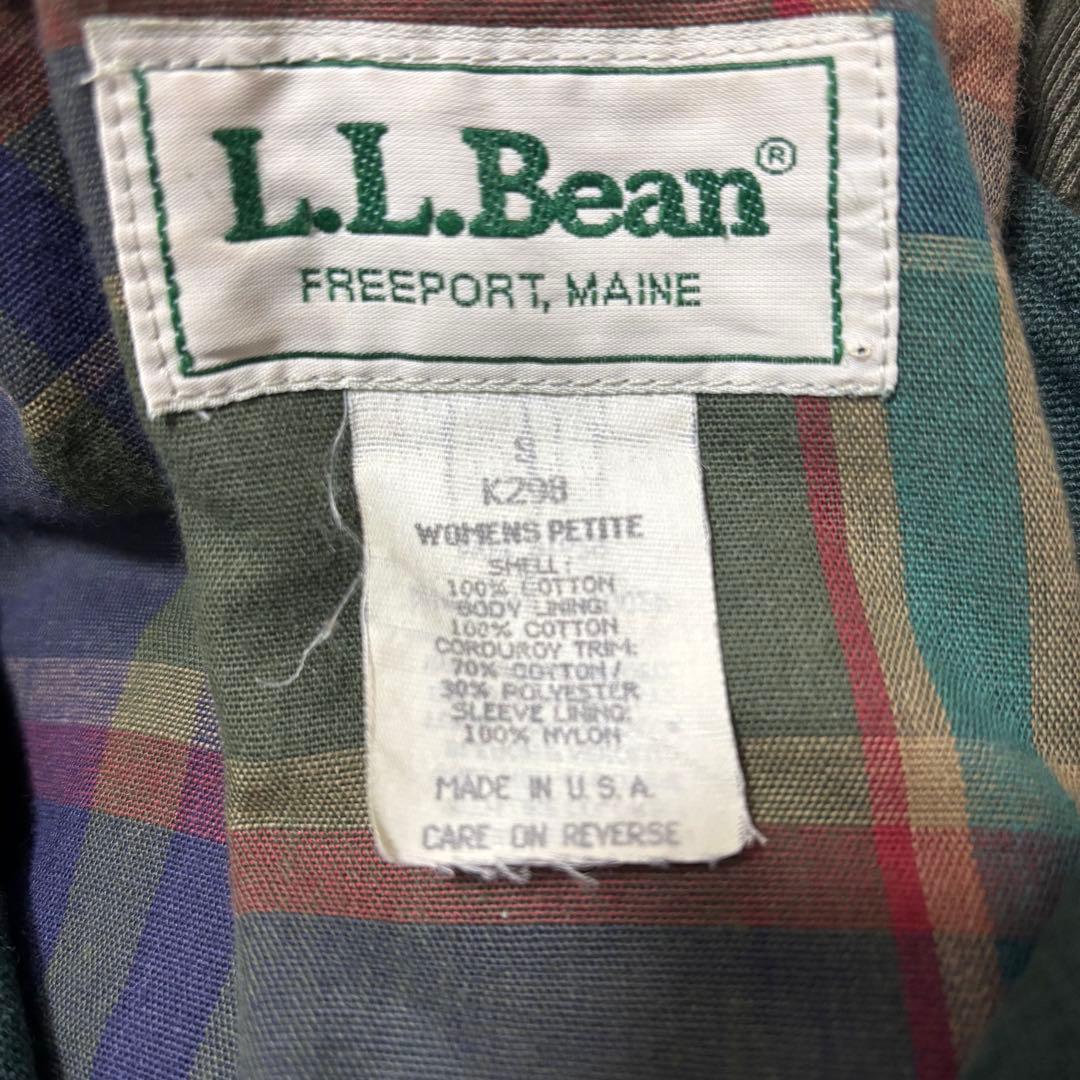 L.L.Bean®
FREEPORT, MAINE
S
K298
WOMENS PETITE
SHELL:
100% COTTON
BODY LINING:
100% COTTON
CORDUROY TRIM:
70% COTTON/
30% POLYESTER
SLEEVE LINING:
100% NYLON
MADE IN U.S.A.
CARE ON REVERSE